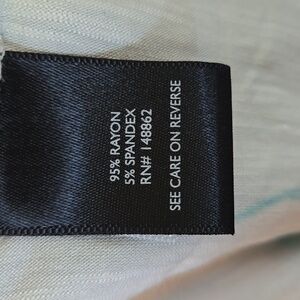 95% RAYON
5% SPANDEX
RN# 148862
SEE CARE ON REVERSE